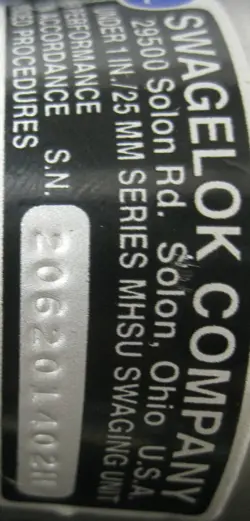 SWAGELOK COMPANY
29500 Solon Rd. Solon, Ohio U.S.A.
UNDER 1 IN./25 MM SERIES MHSU SWAGING UNIT
PERFORMANCE
ACCORDANCE S.N.
PROCEDURES
20620140211